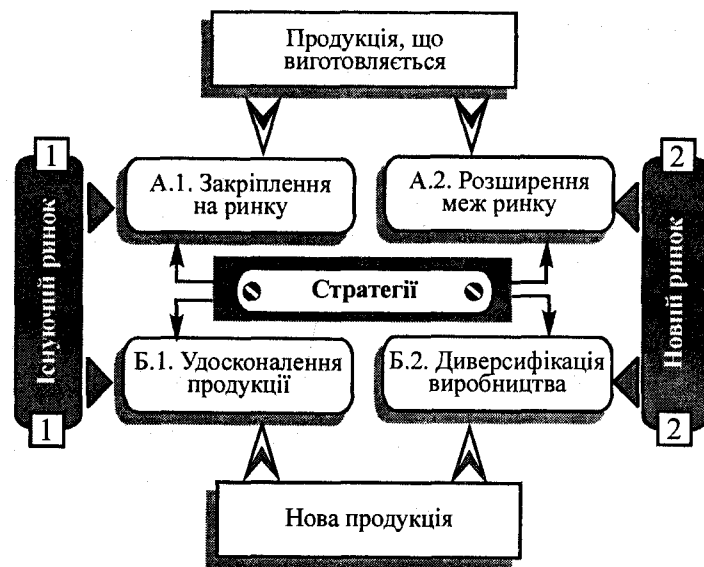 Продукція, що
виготовляється
1
2
А.1. Закріплення
на ринку
А.2. Розширення
меж ринку
Існуючий ринок
Стратегії
Новий ринок
Б.1. Удосконалення
продукції
Б.2. Диверсифікація
виробництва
1
2
Нова продукція